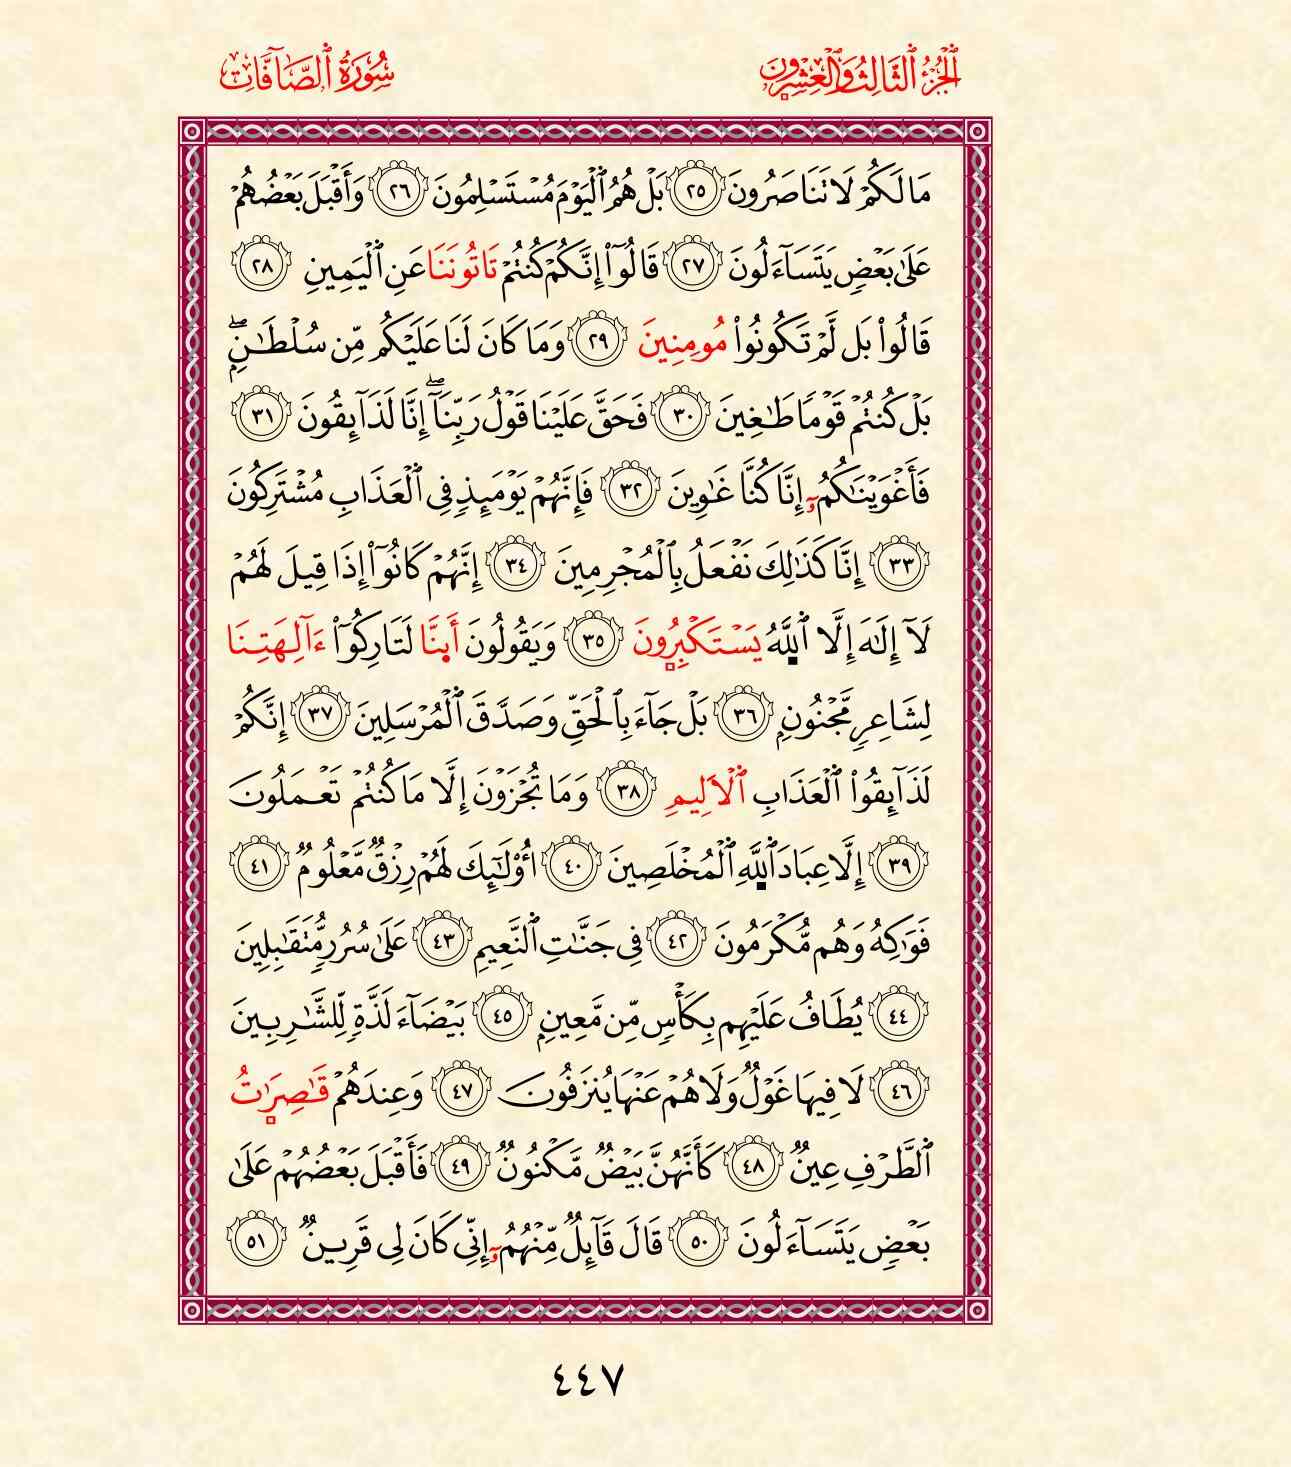 ٱلْجُزْءُ ٱلثَّالِثُ وَٱلْعِشْرُونَ
سُورَةُ ٱلصَّافَّاتِ
مَا لَكُمْ لَا تَنَاصَرُونَ ٢٥ بَلْ هُمُ ٱلْيَوْمَ مُسْتَسْلِمُونَ ٢٦ وَأَقْبَلَ بَعْضُهُمْ
عَلَىٰ بَعْضٍ يَتَسَآءَلُونَ ٢٧ قَالُوٓا۟ إِنَّكُمْ كُنتُمْ تَاتُونَنَا عَنِ ٱلْيَمِينِ ٢٨
قَالُوا۟ بَل لَّمْ تَكُونُوا۟ مُومِنِينَ ٢٩ وَمَا كَانَ لَنَا عَلَيْكُم مِّن سُلْطَـٰنٍۭۖ
بَلْ كُنتُمْ قَوْمًا طَـٰغِينَ ٣٠ فَحَقَّ عَلَيْنَا قَوْلُ رَبِّنَآۖ إِنَّا لَذَآئِقُونَ ٣١
فَأَغْوَيْنَـٰكُمُۥٓ إِنَّا كُنَّا غَـٰوِينَ ٣٢ فَإِنَّهُمْ يَوْمَئِذٍ فِى ٱلْعَذَابِ مُشْتَرِكُونَ
٣٣ إِنَّا كَذَٰلِكَ نَفْعَلُ بِٱلْمُجْرِمِينَ ٣٤ إِنَّهُمْ كَانُوٓا۟ إِذَا قِيلَ لَهُمْ
لَآ إِلَـٰهَ إِلَّا ٱللَّهُ يَسْتَكْبِرُونَ ٣٥ وَيَقُولُونَ أَىِٕنَّا لَتَارِكُوٓا۟ ءَآلِهَتِنَا
لِشَاعِرٍ مَّجْنُونٍۭ ٣٦ بَلْ جَآءَ بِٱلْحَقِّ وَصَدَّقَ ٱلْمُرْسَلِينَ ٣٧ إِنَّكُمْ
لَذَآئِقُوا۟ ٱلْعَذَابِ ٱلَالِيمِ ٣٨ وَمَا تُجْزَوْنَ إِلَّا مَا كُنتُمْ تَعْمَلُونَ
٣٩ إِلَّا عِبَادَ ٱللَّهِ ٱلْمُخْلَصِينَ ٤٠ أُو۟لَـٰٓئِكَ لَهُمْ رِزْقٌ مَّعْلُومٌ ٤١
فَوَٰكِهُ وَهُم مُّكْرَمُونَ ٤٢ فِى جَنَّـٰتِ ٱلنَّعِيمِ ٤٣ عَلَىٰ سُرُرٍ مُّتَقَـٰبِلِينَ
٤٤ يُطَافُ عَلَيْهِم بِكَأْسٍ مِّن مَّعِينٍۭ ٤٥ بَيْضَآءَ لَذَّةٍ لِّلشَّـٰرِبِينَ
٤٦ لَا فِيهَا غَوْلٌ وَلَا هُمْ عَنْهَا يُنزَفُونَ ٤٧ وَعِندَهُمْ قَـٰصِرَٰتُ
ٱلطَّرْفِ عِينٌ ٤٨ كَأَنَّهُنَّ بَيْضٌ مَّكْنُونٌ ٤٩ فَأَقْبَلَ بَعْضُهُمْ عَلَىٰ
بَعْضٍ يَتَسَآءَلُونَ ٥٠ قَالَ قَآئِلٌ مِّنْهُمُۥٓ إِنِّى كَانَ لِى قَرِينٌ ٥١
٤٤٧